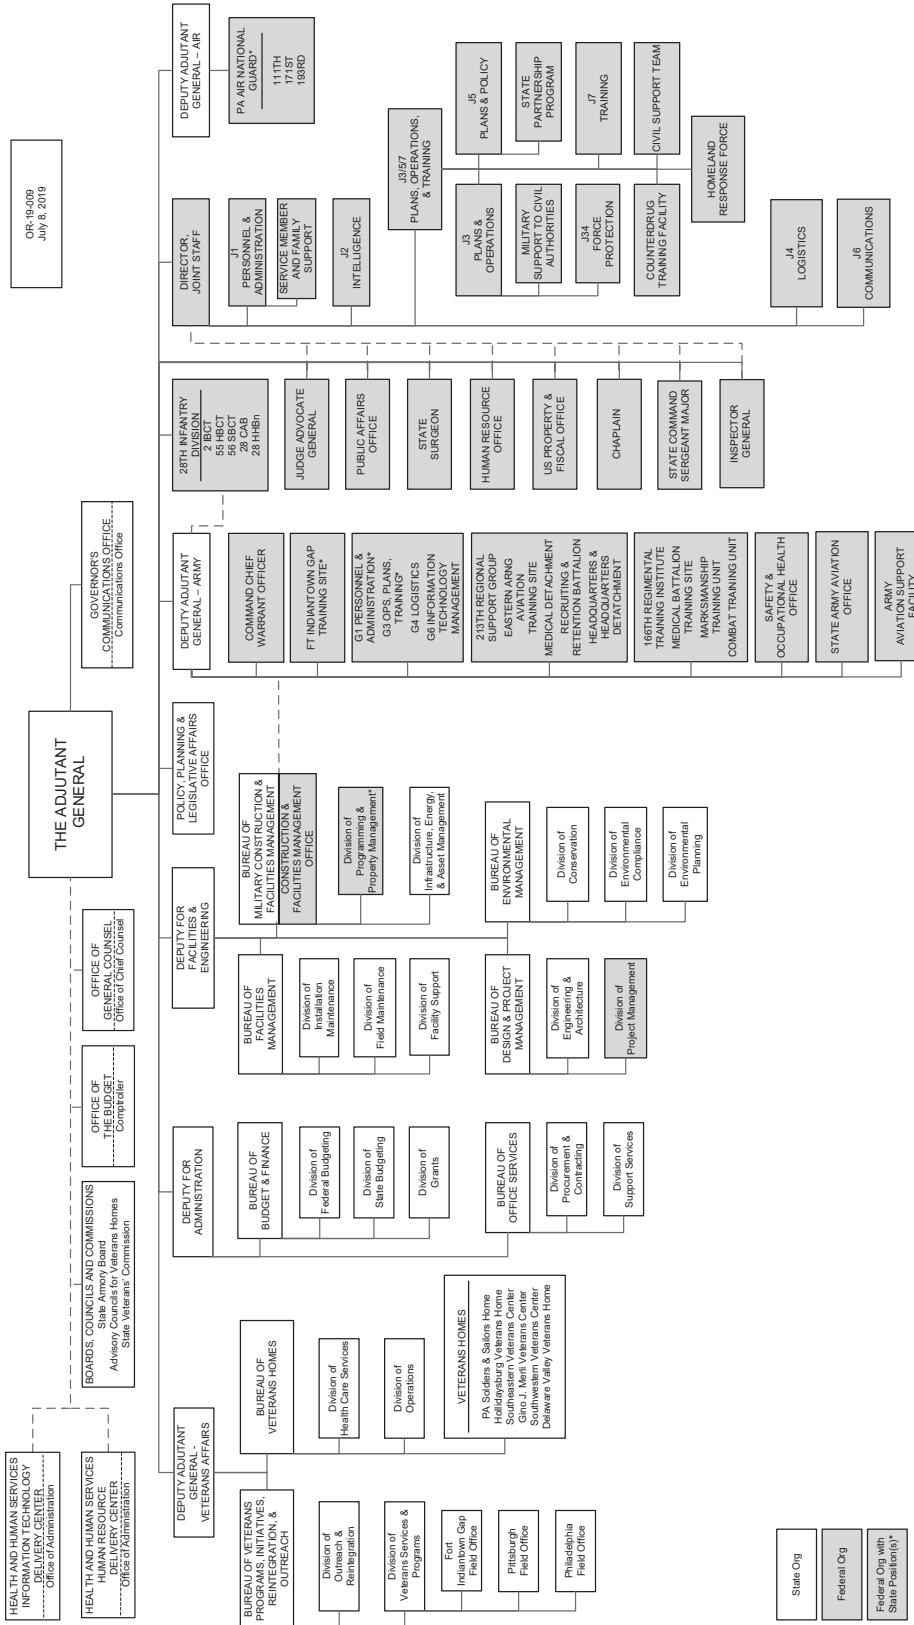 OR-19-009
July 8, 2019
THE ADJUTANT
GENERAL
HEALTH AND HUMAN SERVICES
INFORMATION TECHNOLOGY
DELIVERY CENTER
Office of Administration
HEALTH AND HUMAN SERVICES
HUMAN RESOURCE
DELIVERY CENTER
Office of Administration
BOARDS, COUNCILS AND COMMISSIONS
State Armory Board
Advisory Councils for Veterans Homes
State Veterans' Commission
OFFICE OF
THE BUDGET
Comptroller
OFFICE OF
GENERAL COUNSEL
Office of Chief Counsel
GOVERNOR'S
COMMUNICATIONS OFFICE
Communications Office
DEPUTY ADJUTANT
GENERAL -
VETERANS AFFAIRS
BUREAU OF VETERANS
PROGRAMS, INITIATIVES,
REINTEGRATION, &
OUTREACH
Division of
Outreach &
Reintegration
Division of
Veterans Services &
Programs
Fort
Indiantown Gap
Field Office
Pittsburgh
Field Office
Philadelphia
Field Office
BUREAU OF
VETERANS HOMES
Division of
Health Care Services
Division of
Operations
VETERANS HOMES
PA Soldiers & Sailors Home
Hollidaysburg Veterans Home
Southeastern Veterans Center
Gino J. Merli Veterans Center
Southwestern Veterans Center
Delaware Valley Veterans Home
DEPUTY FOR
ADMINISTRATION
BUREAU OF
BUDGET & FINANCE
Division of
Federal Budgeting
Division of
State Budgeting
Division of
Grants
BUREAU OF
OFFICE SERVICES
Division of
Procurement &
Contracting
Division of
Support Services
DEPUTY FOR
FACILITIES &
ENGINEERING
BUREAU OF
FACILITIES
MANAGEMENT
Division of
Installation
Maintenance
Division of
Field Maintenance
Division of
Facility Support
BUREAU OF
DESIGN & PROJECT
MANAGEMENT
Division of
Engineering &
Architecture
Division of
Project Management
BUREAU OF
MILITARY CONSTRUCTION &
FACILITIES MANAGEMENT
CONSTRUCTION &
FACILITIES MANAGEMENT
OFFICE
Division of
Programming &
Property Management*
Division of
Infrastructure, Energy,
& Asset Management
BUREAU OF
ENVIRONMENTAL
MANAGEMENT
Division of
Conservation
Division of
Environmental
Compliance
Division of
Environmental
Planning
POLICY, PLANNING &
LEGISLATIVE AFFAIRS
OFFICE
DEPUTY ADJUTANT
GENERAL – ARMY
COMMAND CHIEF
WARRANT OFFICER
FT INDIANTOWN GAP
TRAINING SITE*
G1 PERSONNEL &
ADMINISTRATION*
G3 OPS, PLANS,
TRAINING*
G4 LOGISTICS
G6 INFORMATION
TECHNOLOGY
MANAGEMENT
213TH REGIONAL
SUPPORT GROUP
EASTERN ARNG
AVIATION
TRAINING SITE
MEDICAL DETACHMENT
RECRUITING &
RETENTION BATTALION
HEADQUARTERS &
HEADQUARTERS
DETATCHMENT
166TH REGIMENTAL
TRAINING INSTITUTE
MEDICAL BATTALION
TRAINING SITE
MARKSMANSHIP
TRAINING UNIT
COMBAT TRAINING UNIT
SAFETY &
OCCUPATIONAL HEALTH
OFFICE
STATE ARMY AVIATION
OFFICE
ARMY
AVIATION SUPPORT
FACILITY
28TH INFANTRY
DIVISION
2 IBCT
55 HBCT
56 SBCT
28 CAB
28 HHBn
JUDGE ADVOCATE
GENERAL
PUBLIC AFFAIRS
OFFICE
STATE
SURGEON
HUMAN RESOURCE
OFFICE
US PROPERTY &
FISCAL OFFICE
CHAPLAIN
STATE COMMAND
SERGEANT MAJOR
INSPECTOR
GENERAL
DIRECTOR,
JOINT STAFF
J1
PERSONNEL &
ADMINISTRATION
SERVICE MEMBER
AND FAMILY
SUPPORT
J2
INTELLIGENCE
J3/5/7
PLANS, OPERATIONS,
& TRAINING
J3
PLANS &
OPERATIONS
MILITARY
SUPPORT TO CIVIL
AUTHORITIES
J34
FORCE
PROTECTION
COUNTERDRUG
TRAINING FACILITY
J5
PLANS & POLICY
STATE
PARTNERSHIP
PROGRAM
J7
TRAINING
CIVIL SUPPORT TEAM
HOMELAND
RESPONSE FORCE
J4
LOGISTICS
J6
COMMUNICATIONS
DEPUTY ADJUTANT
GENERAL – AIR
PA AIR NATIONAL
GUARD*
111TH
171ST
193RD
State Org
Federal Org
Federal Org with
State Position(s)*